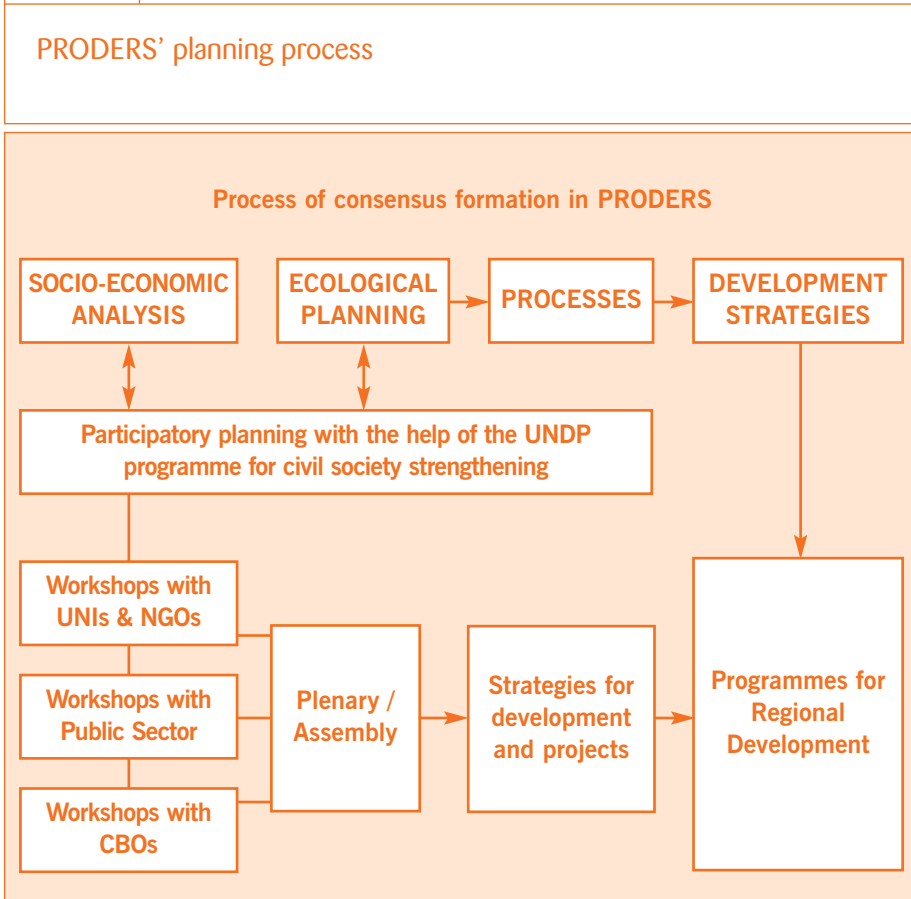 PRODERS’ planning process
Process of consensus formation in PRODERS
SOCIO-ECONOMIC
ANALYSIS
ECOLOGICAL
PLANNING
PROCESSES
DEVELOPMENT
STRATEGIES
Participatory planning with the help of the UNDP
programme for civil society strengthening
Workshops with
UNIs & NGOs
Workshops with
Public Sector
Workshops with
CBOs
Plenary /
Assembly
Strategies for
development
and projects
Programmes for
Regional
Development